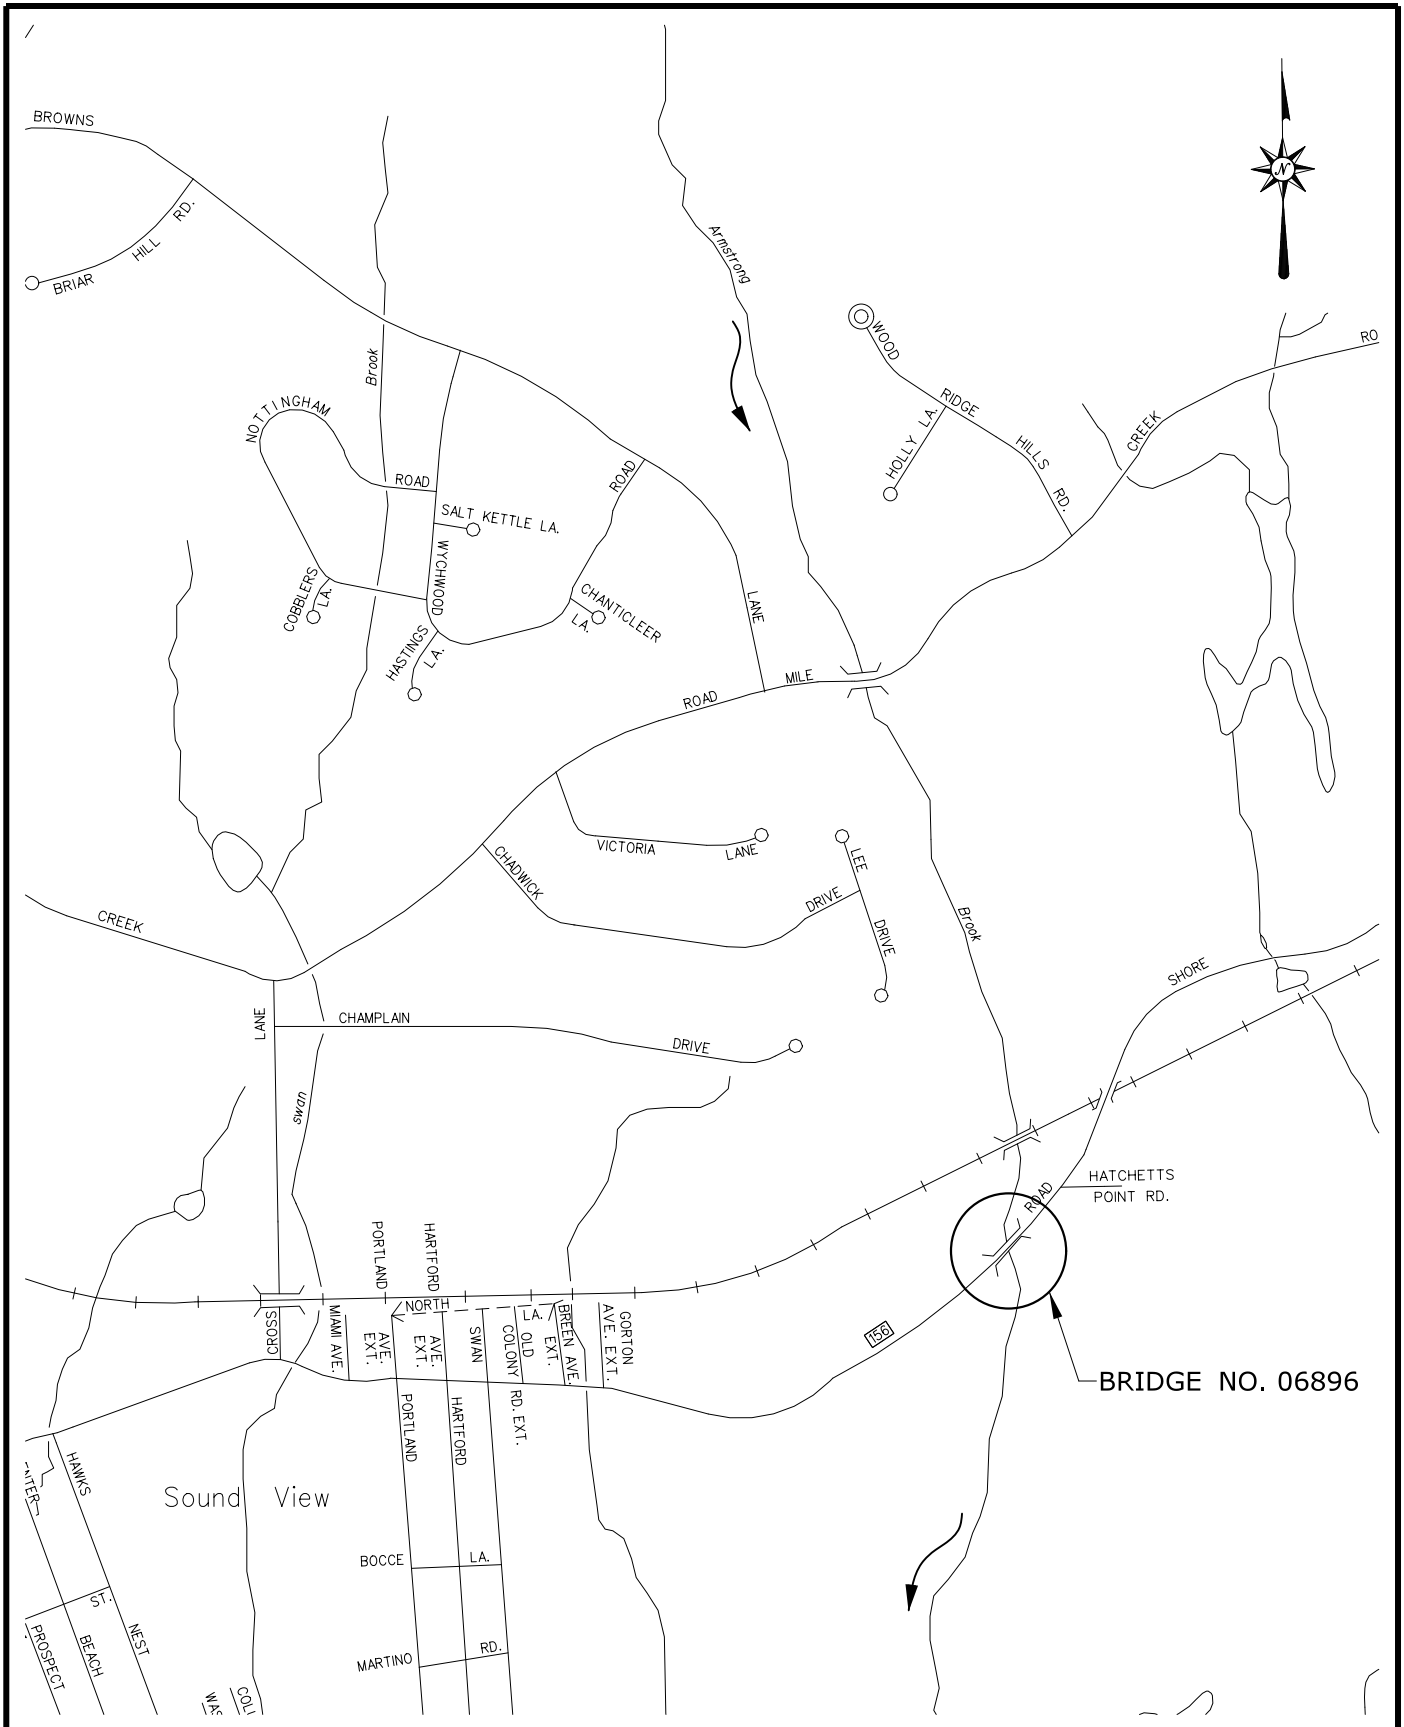 BROWNS
BRIAR HILL RD.
Armstrong
N
WOOD RIDGE HILLS RD.
HOLLY LA.
CREEK
RO
Brook
NOTTINGHAM
ROAD
ROAD
SALT KETTLE LA.
WYCHWOOD
COBBLERS
LA.
HASTINGS
LA.
CHANTICLEER
LA.
LANE
MILE
ROAD
VICTORIA LANE
CHADWICK DRIVE
LEE DRIVE
CREEK
Brook
SHORE
LANE
CHAMPLAIN DRIVE
swan
HATCHETTS
POINT RD.
ROAD
PORTLAND
HARTFORD
NORTH
LA.
CROSS
MIAMI AVE.
AVE.
EXT.
AVE.
EXT.
SWAN
OLD
COLONY RD. EXT.
BREEN AVE.
EXT.
GORTON
AVE. EXT.
156
BRIDGE NO. 06896
PORTLAND
HARTFORD
HAWKS NEST
Sound View
BOCCE LA.
ST.
PROSPECT
BEACH
MARTINO RD.